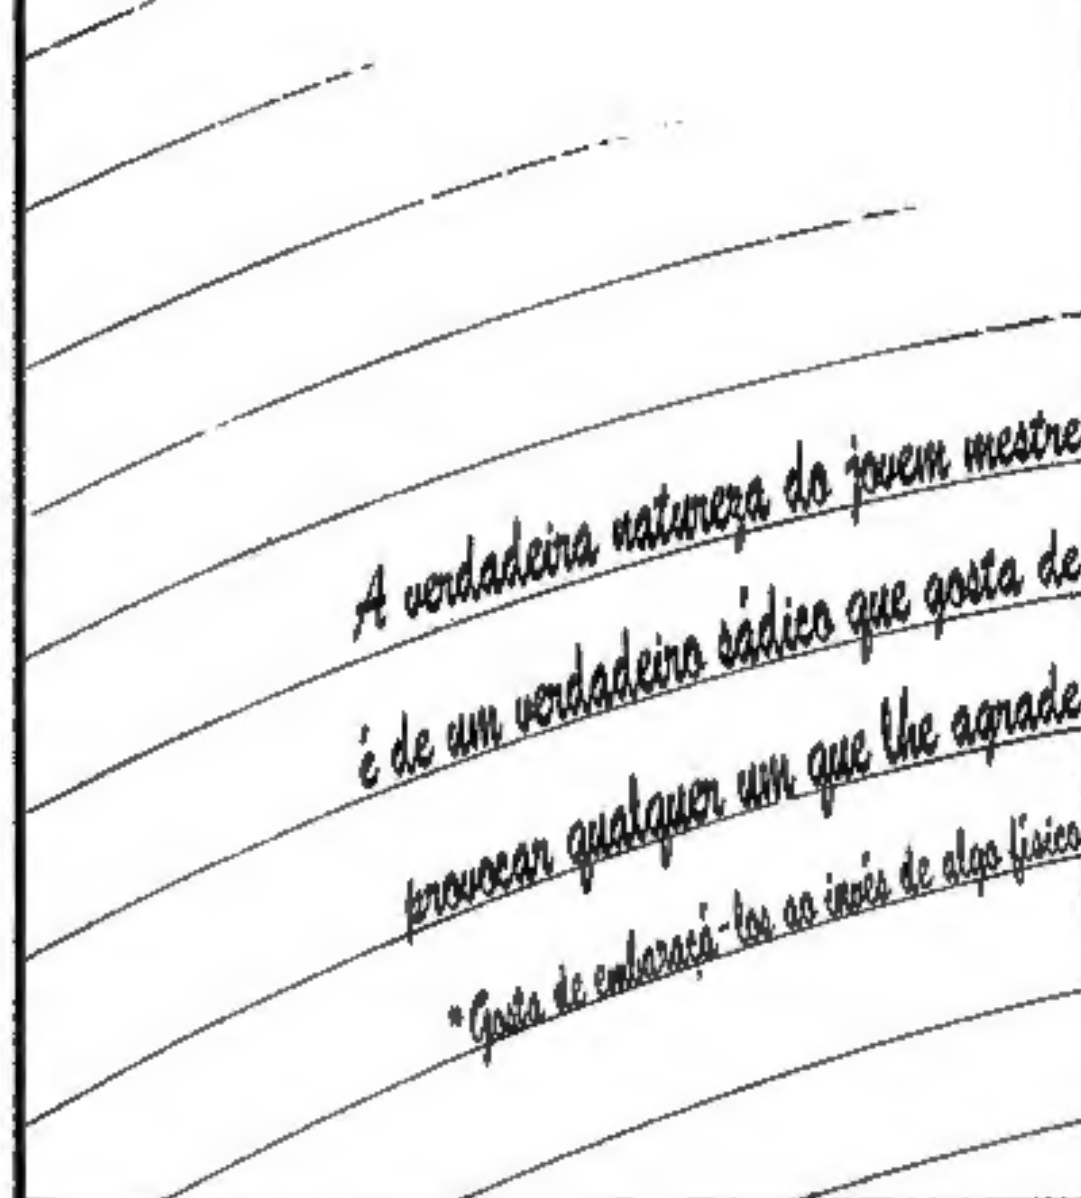 A verdadeira natureza do jovem mestre
é de um verdadeiro sádico que gosta de
provocar qualquer um que lhe agrade
*Gosta de embaraçá-los ao invés de algo físico